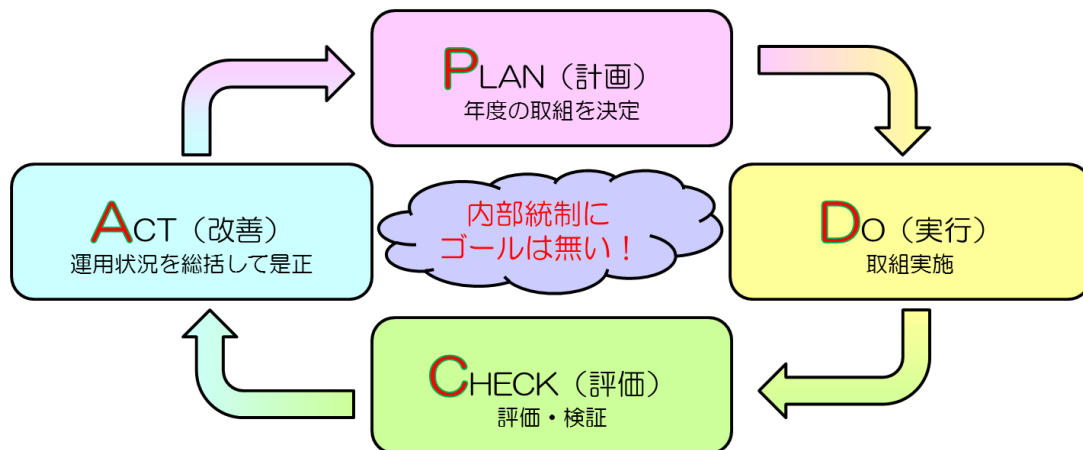 PLAN（計画）
年度の取組を決定
ACT（改善）
運用状況を総括して是正
内部統制に
ゴールは無い！
DO（実行）
取組実施
CHECK（評価）
評価・検証